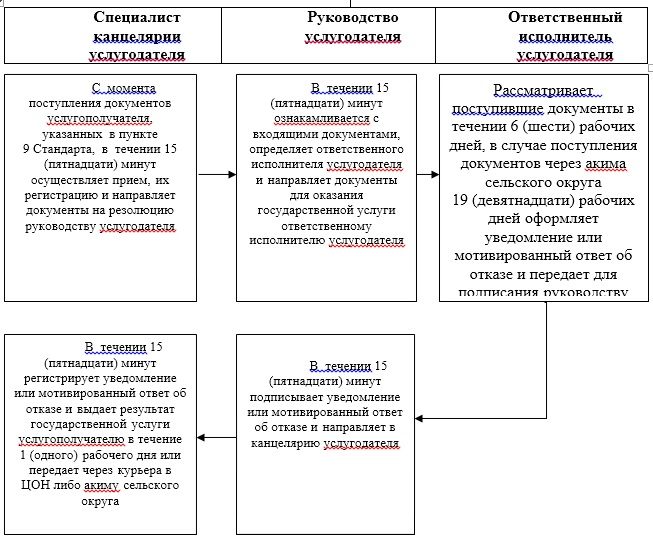 Специалист
канцелярии
услугодателя
Руководство
услугодателя
Ответственный
исполнитель
услугодателя
С момента
поступления документов
услугополучателя,
указанных в пункте
9 Стандарта, в течении 15
(пятнадцати) минут
осуществляет прием, их
регистрацию и направляет
документы на резолюцию
руководству услугодателя
В течении 15
(пятнадцати) минут
ознакамливается с
входящими документами,
определяет ответственного
исполнителя услугодателя
и направляет документы
для оказания
государственной услуги
ответственному
исполнителю услугодателя
Рассматривает
поступившие документы в
течении 6 (шести) рабочих
дней, в случае поступления
документов через акима
сельского округа
19 (девятнадцати) рабочих
дней оформляет
уведомление или
мотивированный ответ об
отказе и передает для
подписания руководству
В течении 15
(пятнадцати) минут
регистрирует уведомление
или мотивированный ответ об
отказе и выдает результат
государственной услуги
услугополучателю в течение
1 (одного) рабочего дня или
передает через курьера в
ЦОН либо акиму сельского
округа
В течении 15
(пятнадцати) минут
подписывает уведомление
или мотивированный ответ
об отказе и направляет в
канцелярию услугодателя